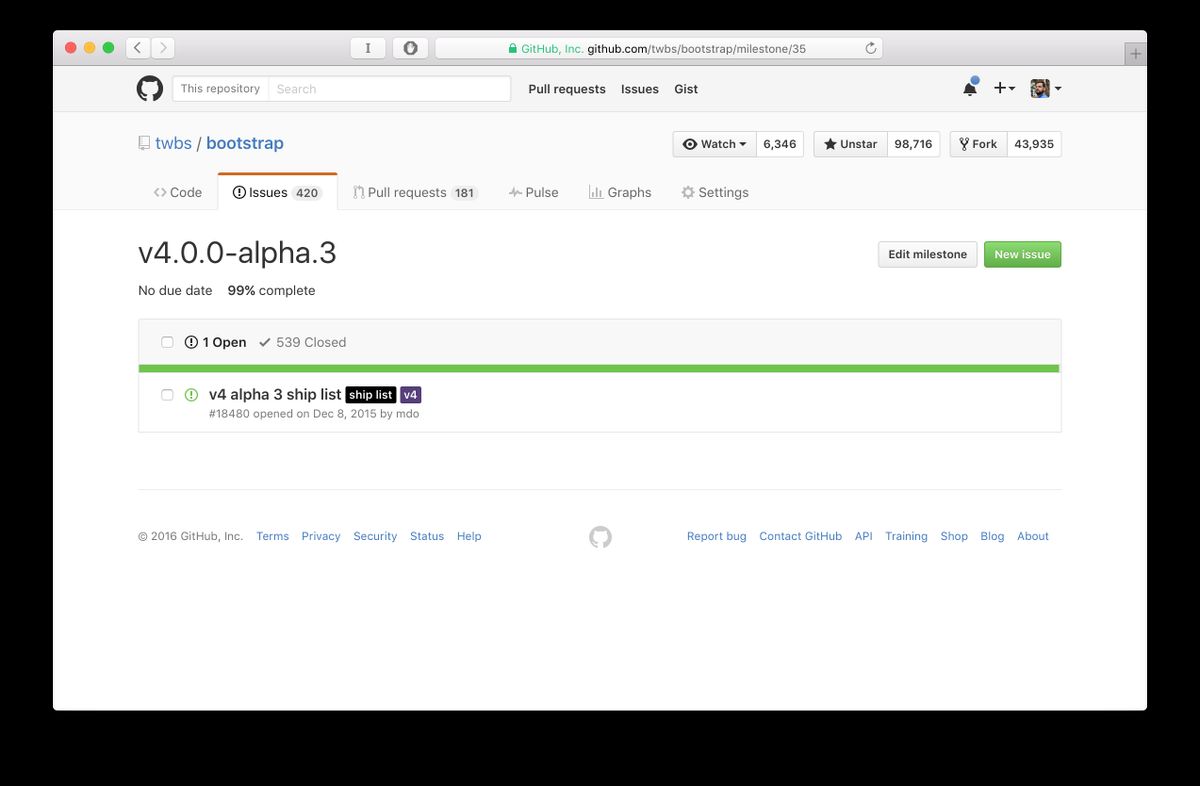 GitHub, Inc. github.com/twbs/bootstrap/milestone/35
This repository Search Pull requests Issues Gist
twbs / bootstrap Watch 6,346 Unstar 98,716 Fork 43,935
Code Issues 420 Pull requests 181 Pulse Graphs Settings
v4.0.0-alpha.3 Edit milestone New issue
No due date 99% complete
1 Open 539 Closed
v4 alpha 3 ship list ship list v4
#18480 opened on Dec 8, 2015 by mdo
© 2016 GitHub, Inc. Terms Privacy Security Status Help Report bug Contact GitHub API Training Shop Blog About